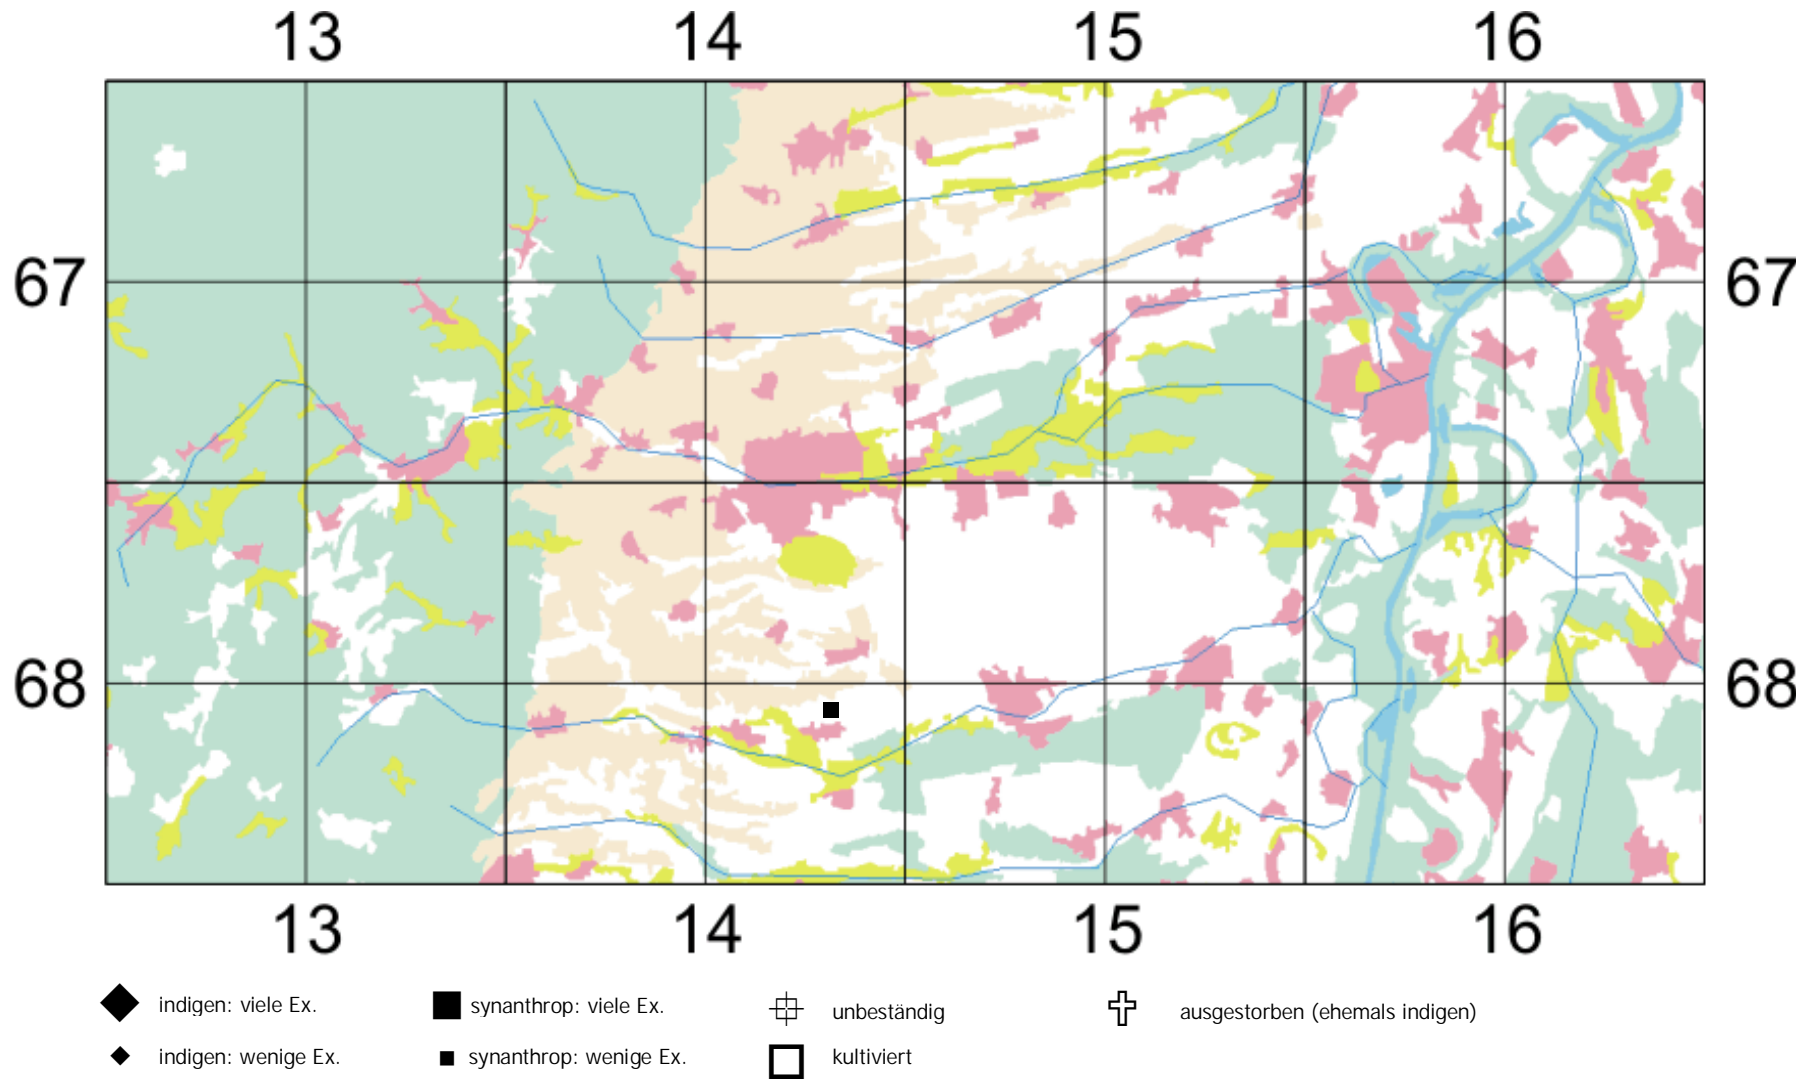 13 14 15 16
67 67
68 68
13 14 15 16
indigen: viele Ex. synanthrop: viele Ex. unbeständig ausgestorben (ehemals indigen)
indigen: wenige Ex. synanthrop: wenige Ex. kultiviert